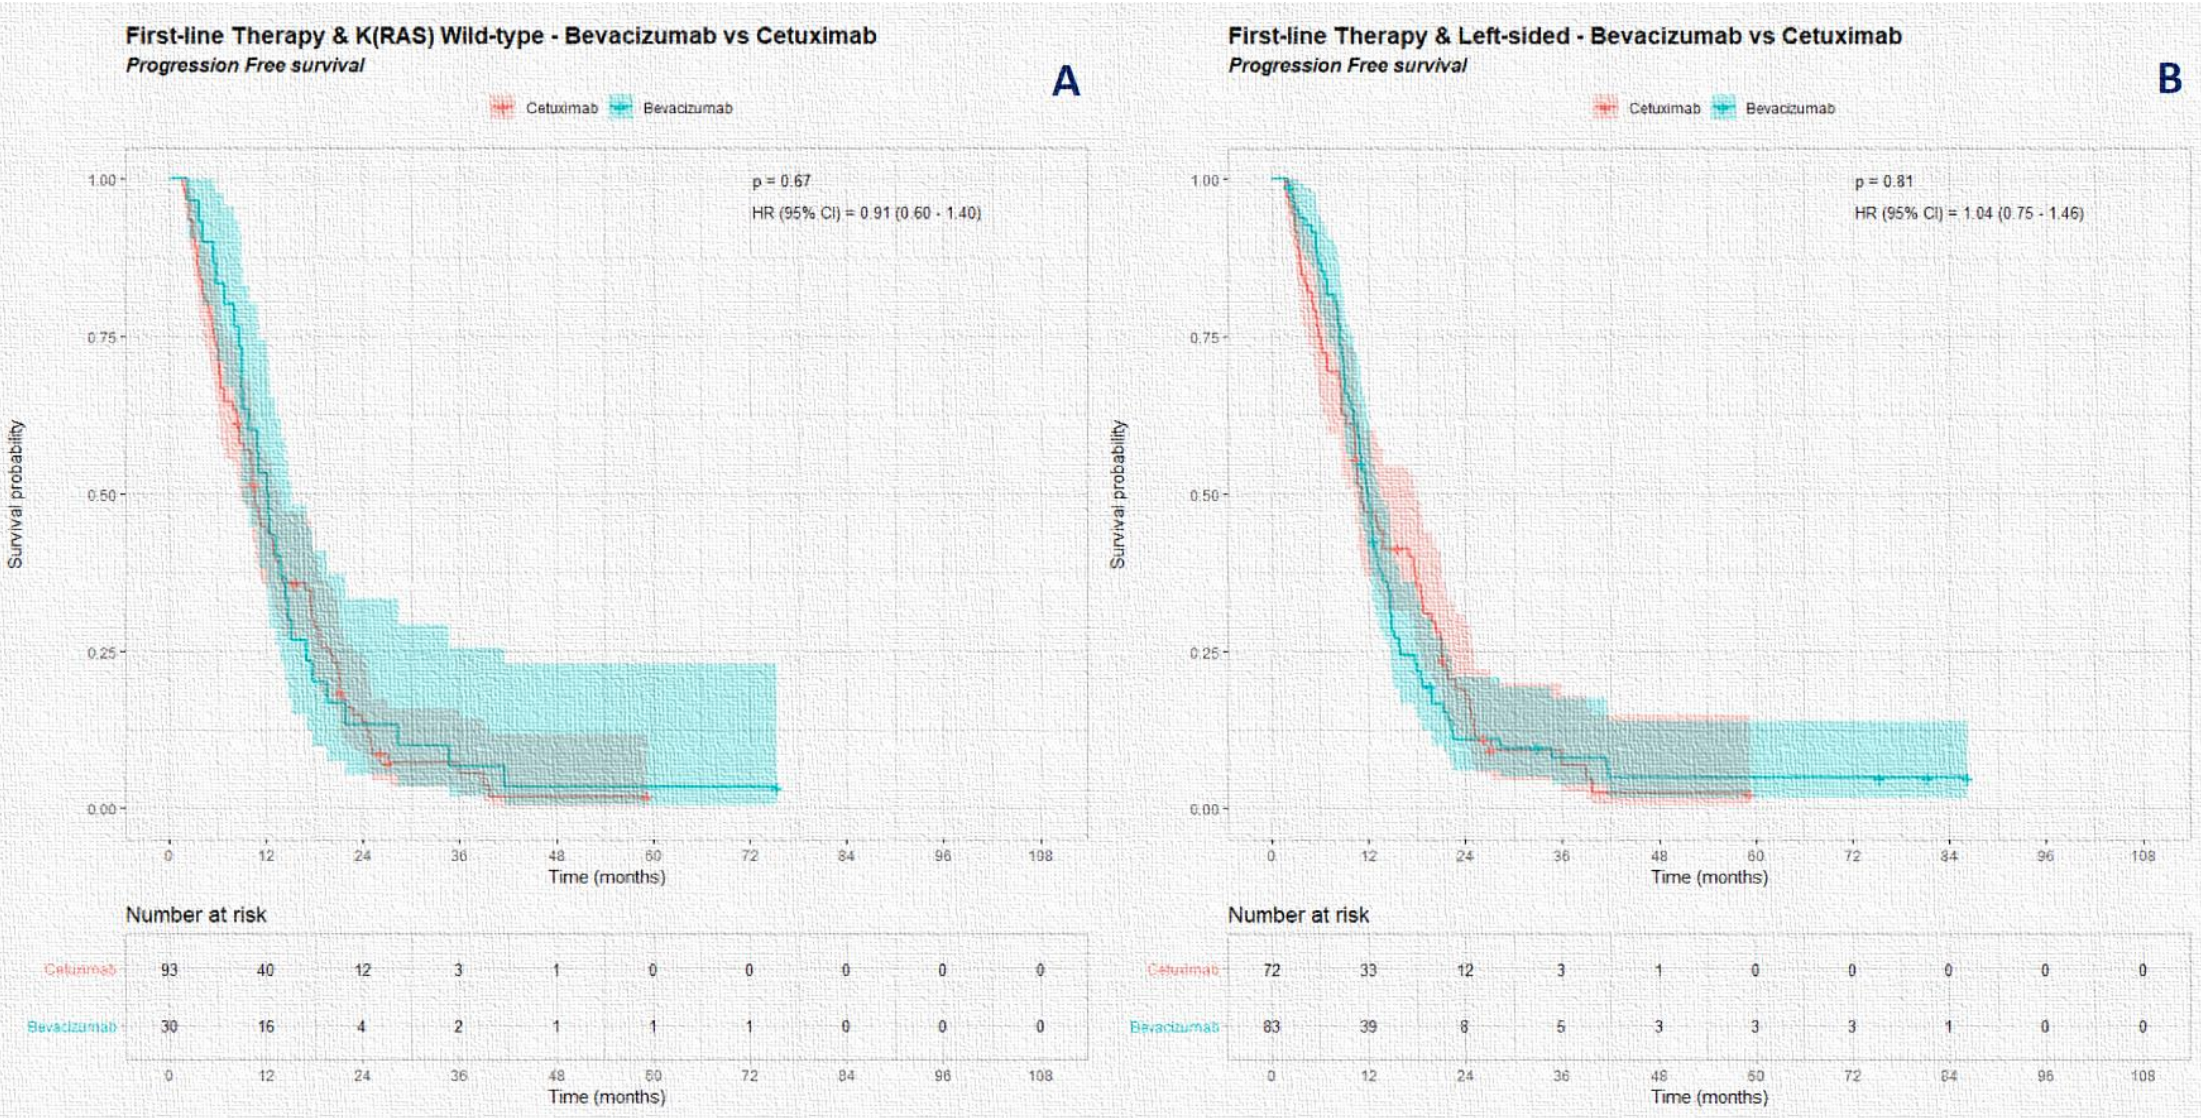 First-line Therapy & K(RAS) Wild-type - Bevacizumab vs Cetuximab
Progression Free survival
A
Cetuximab Bevacizumab
p = 0.67
HR (95% CI) = 0.91 (0.60 - 1.40)
1.00
0.75
0.50
0.25
0.00
Survival probability
0 12 24 36 48 60 72 84 96 108
Time (months)
Number at risk
Cetuximab 93 40 12 3 1 0 0 0 0 0
Bevacizumab 30 16 4 2 1 1 1 0 0 0
0 12 24 36 48 60 72 84 96 108
Time (months)
First-line Therapy & Left-sided - Bevacizumab vs Cetuximab
Progression Free survival
B
Cetuximab Bevacizumab
p = 0.81
HR (95% CI) = 1.04 (0.75 - 1.46)
1.00
0.75
0.50
0.25
0.00
Survival probability
0 12 24 36 48 60 72 84 96 108
Time (months)
Number at risk
Cetuximab 72 33 12 3 1 0 0 0 0 0
Bevacizumab 83 39 8 5 3 3 3 1 0 0
0 12 24 36 48 60 72 84 96 108
Time (months)